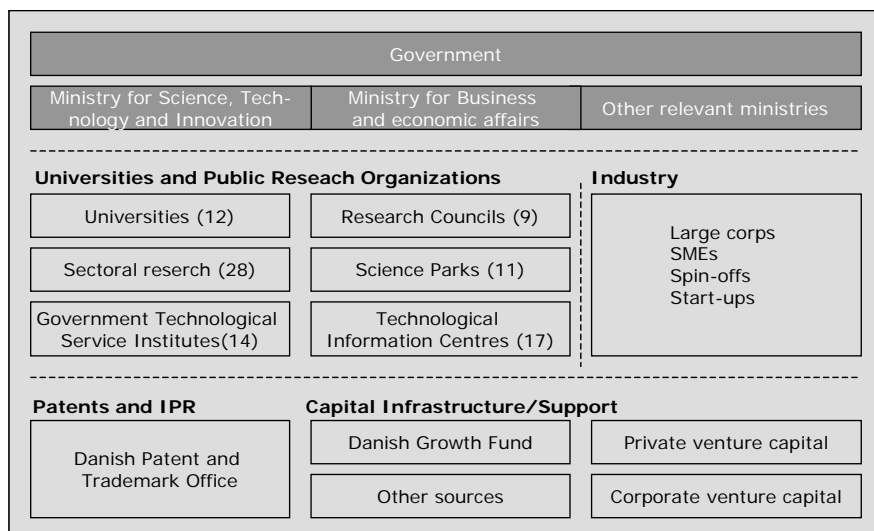 Government
Ministry for Science, Tech-
nology and Innovation
Ministry for Business
and economic affairs
Other relevant ministries
Universities and Public Reseach Organizations
Universities (12)
Research Councils (9)
Sectoral reserch (28)
Science Parks (11)
Government Technological
Service Institutes(14)
Technological
Information Centres (17)
Industry
Large corps
SMEs
Spin-offs
Start-ups
Patents and IPR
Danish Patent and
Trademark Office
Capital Infrastructure/Support
Danish Growth Fund
Private venture capital
Other sources
Corporate venture capital